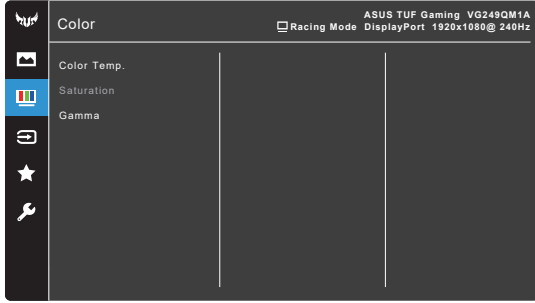 Color
ASUS TUF Gaming VG249QM1A
Racing Mode DisplayPort 1920x1080@ 240Hz
Color Temp.
Saturation
Gamma